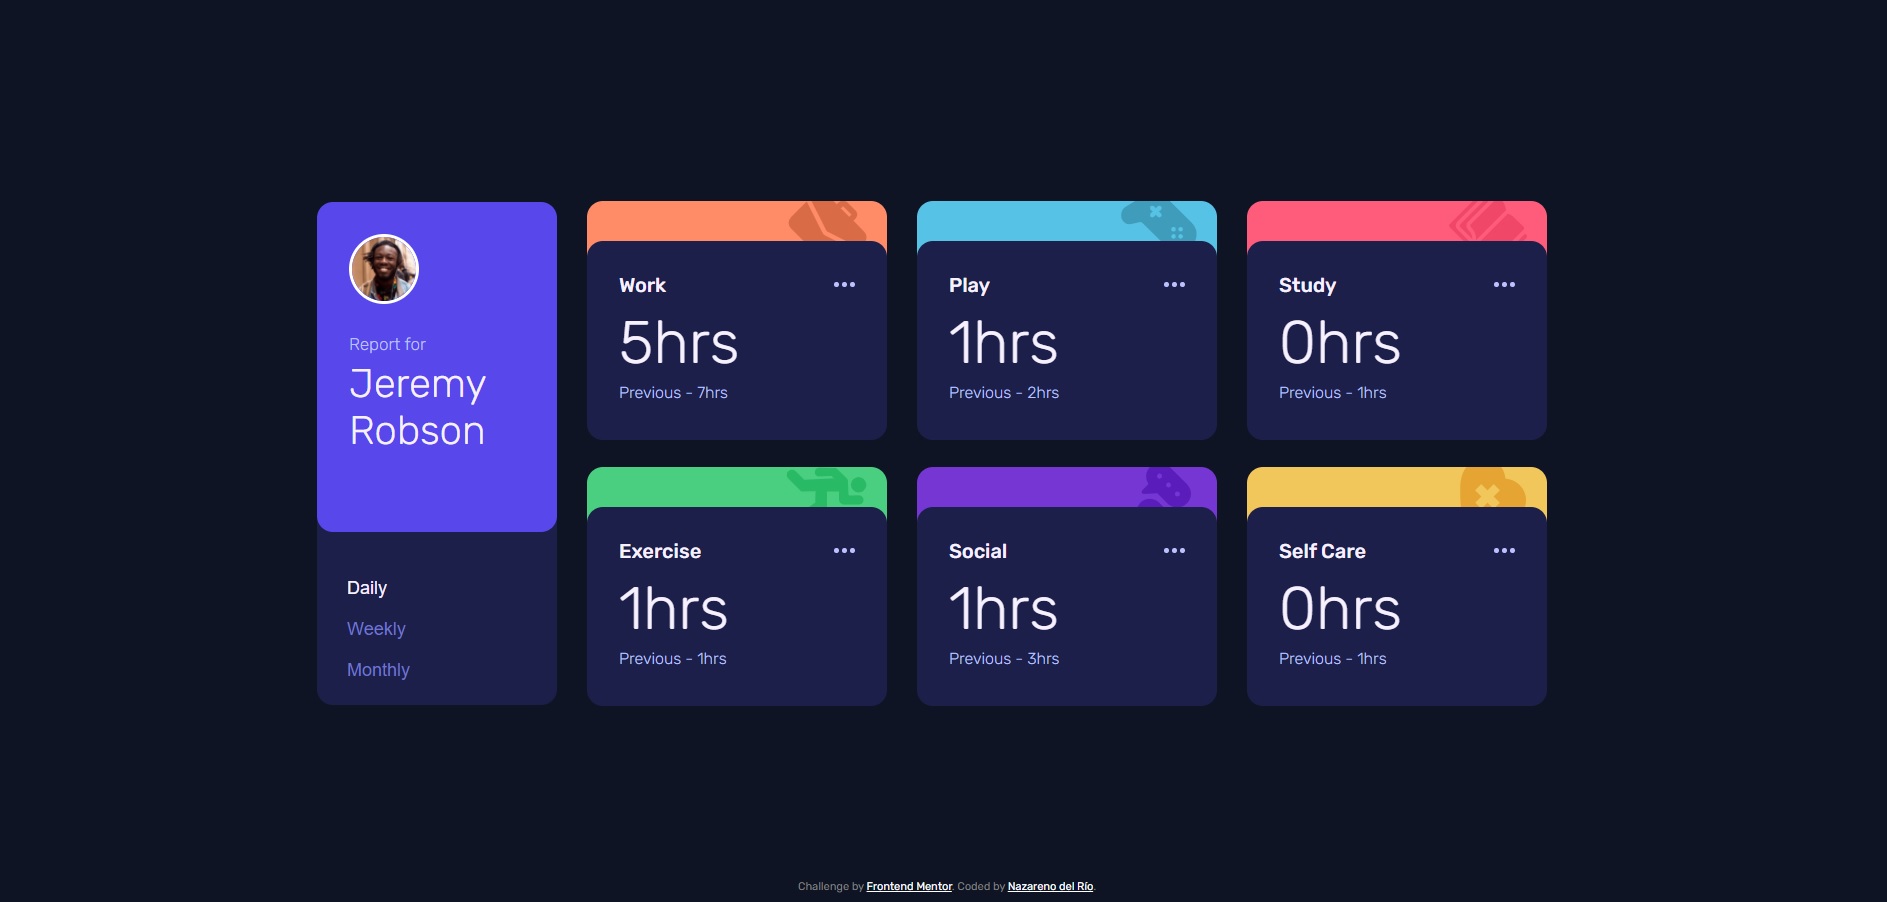 Report for
Jeremy
Robson
Daily
Weekly
Monthly
Work
5hrs
Previous - 7hrs
Play
1hrs
Previous - 2hrs
Study
0hrs
Previous - 1hrs
Exercise
1hrs
Previous - 1hrs
Social
1hrs
Previous - 3hrs
Self Care
0hrs
Previous - 1hrs
Challenge by Frontend Mentor. Coded by Nazareno del Río.